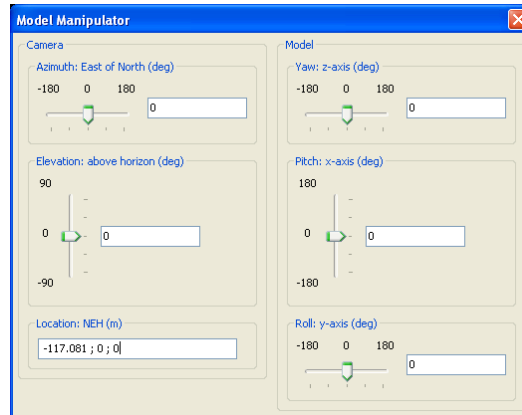 Model Manipulator
Camera
Azimuth: East of North (deg)
-180 0 180
0
Elevation: above horizon (deg)
90
0
0
-90
Location: NEH (m)
-117.081 ; 0 ; 0
Model
Yaw: z-axis (deg)
-180 0 180
0
Pitch: x-axis (deg)
180
0
0
-180
Roll: y-axis (deg)
-180 0 180
0